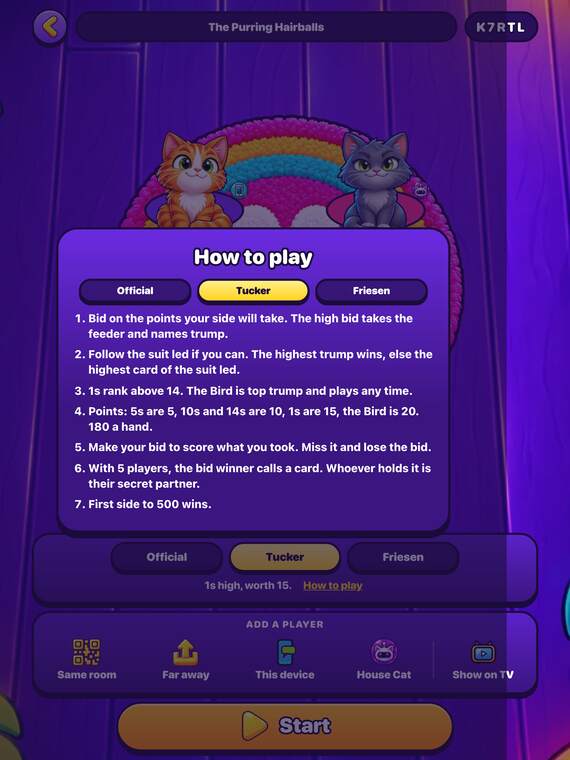 The Purring Hairballs
K7RTL
How to play
Official
Tucker
Friesen
1. Bid on the points your side will take. The high bid takes the
feeder and names trump.
2. Follow the suit led if you can. The highest trump wins, else the
highest card of the suit led.
3. 1s rank above 14. The Bird is top trump and plays any time.
4. Points: 5s are 5, 10s and 14s are 10, 1s are 15, the Bird is 20.
180 a hand.
5. Make your bid to score what you took. Miss it and lose the bid.
6. With 5 players, the bid winner calls a card. Whoever holds it is
their secret partner.
7. First side to 500 wins.
Official
Tucker
Friesen
1s high, worth 15. How to play
ADD A PLAYER
Same room
Far away
This device
House Cat
Show on TV
Start